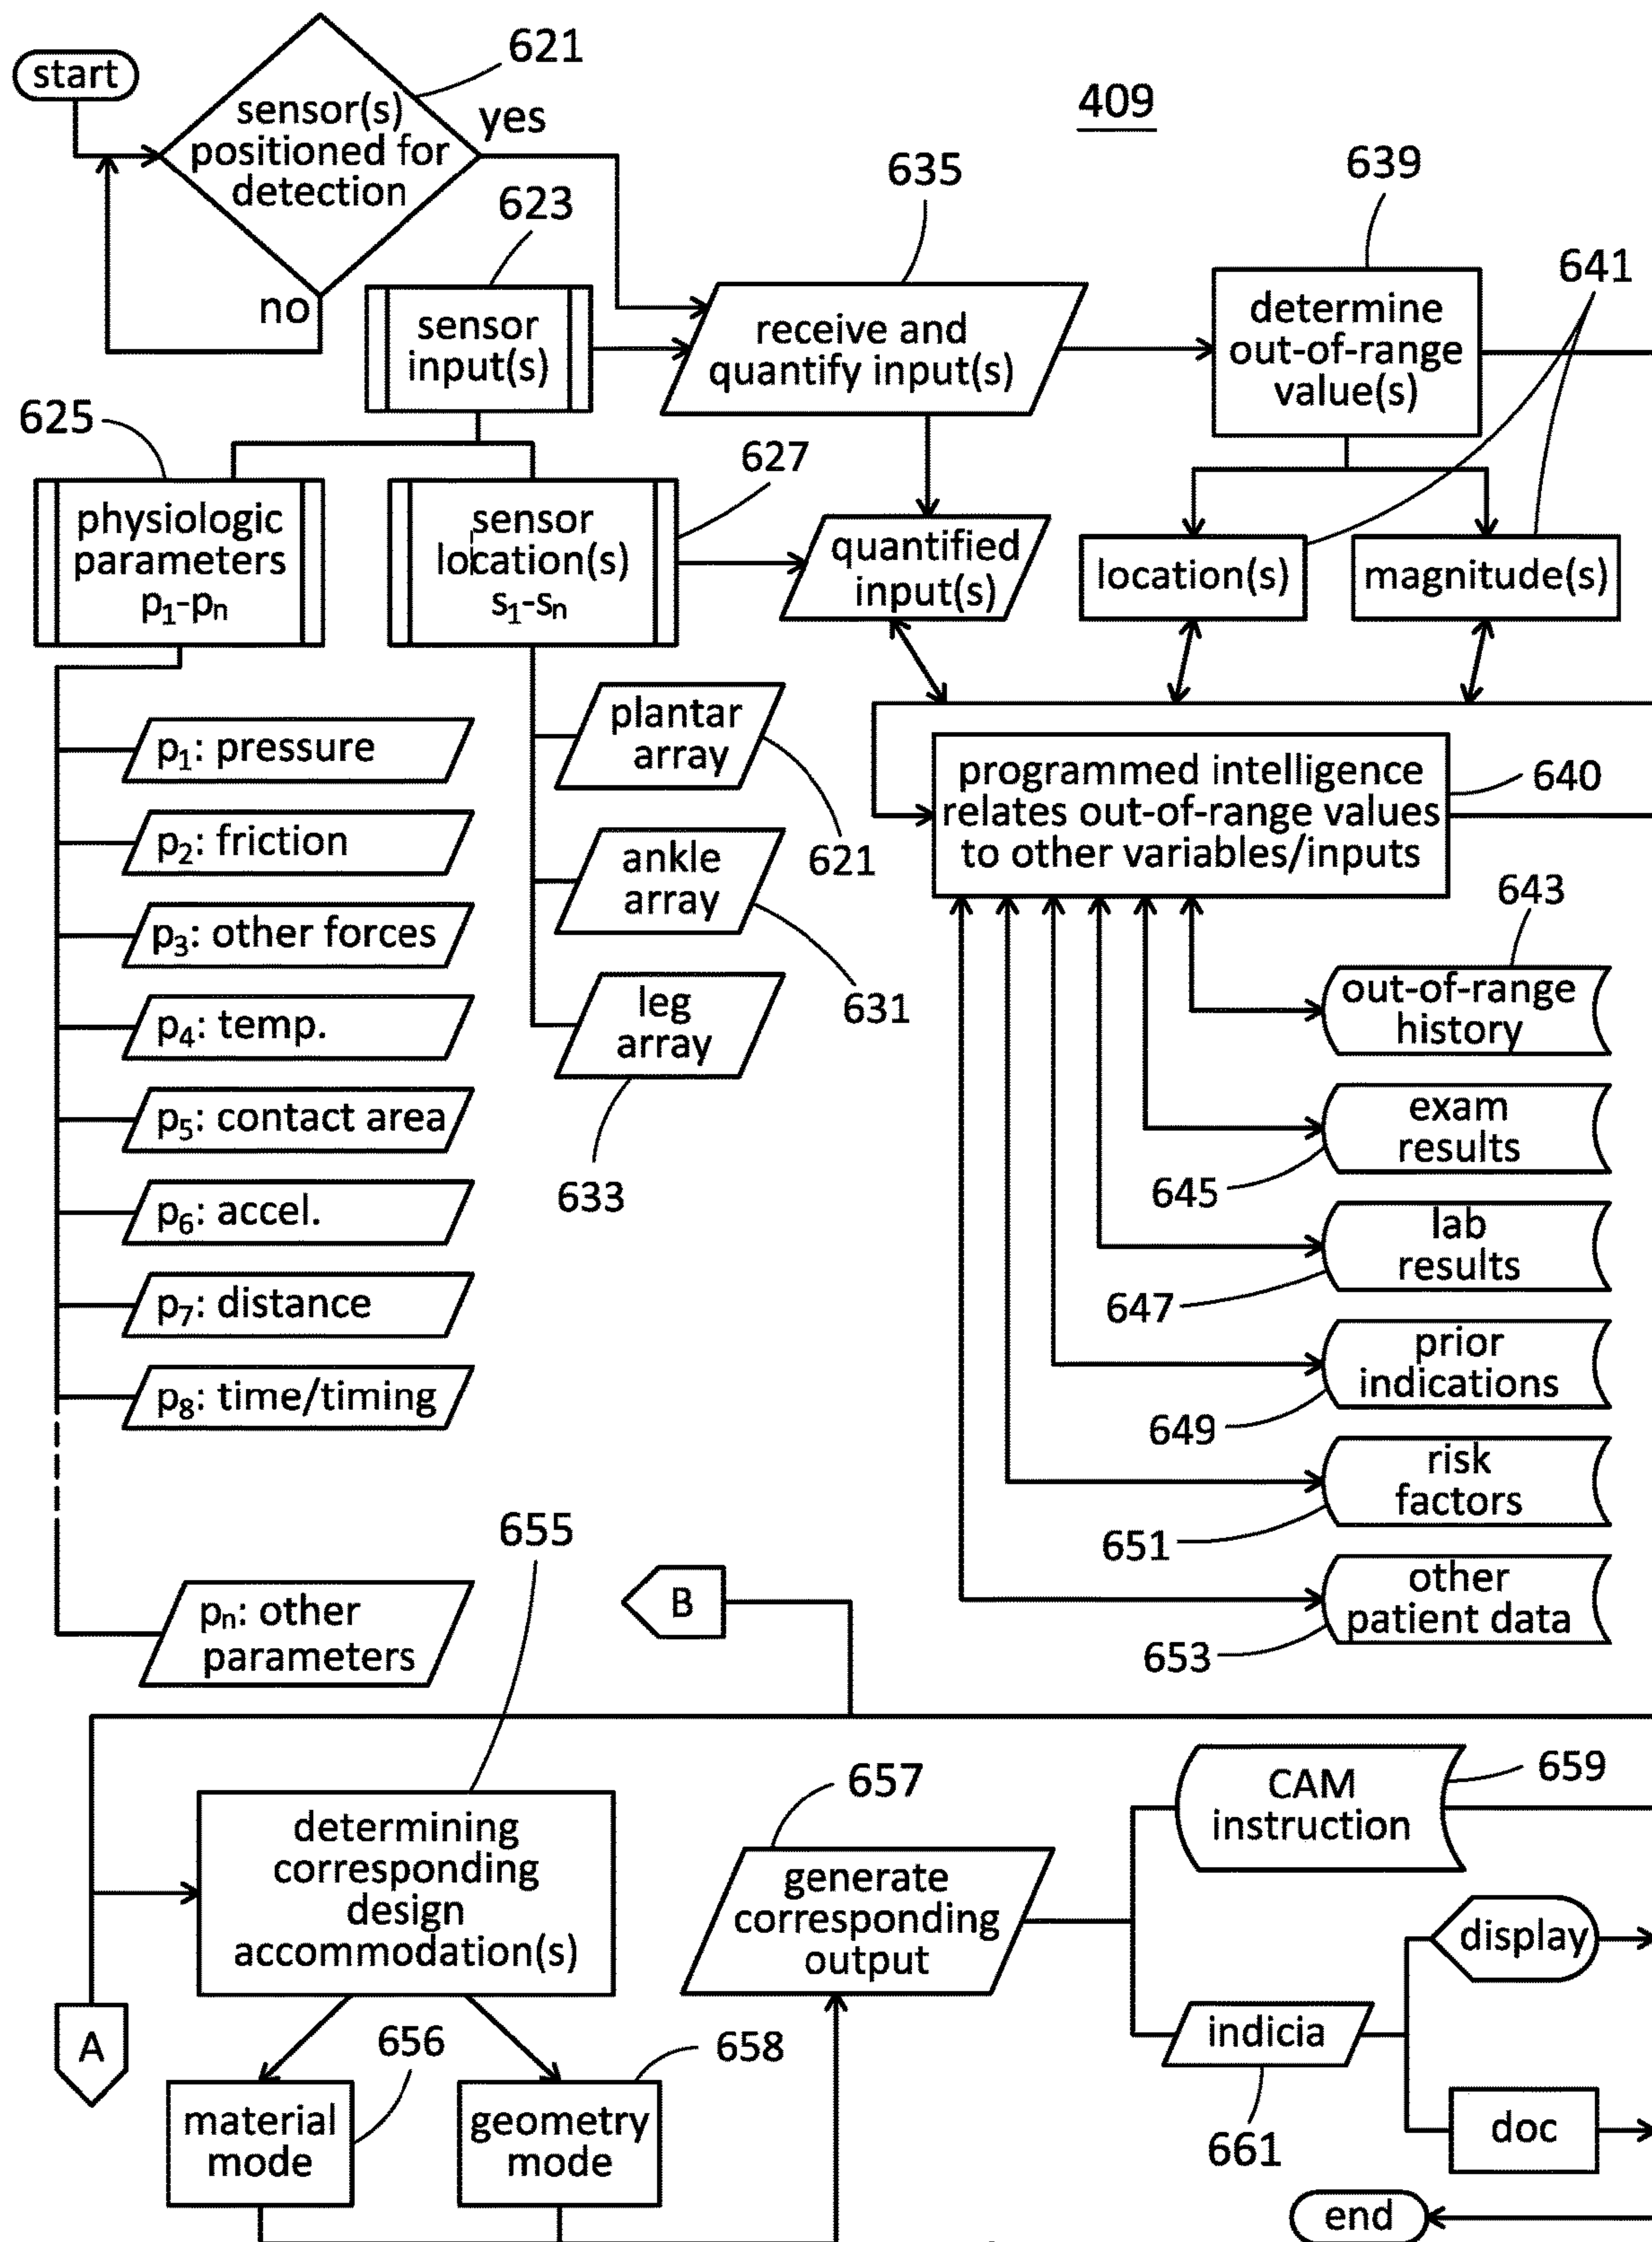 start
621
sensor(s)
positioned for
detection
yes
no
409
623
sensor
input(s)
635
receive and
quantify input(s)
639
determine
out-of-range
value(s)
641
625
physiologic
parameters
p1-pn
627
sensor
location(s)
s1-sn
quantified
input(s)
location(s)
magnitude(s)
p1: pressure
p2: friction
p3: other forces
p4: temp.
p5: contact area
p6: accel.
p7: distance
p8: time/timing
pn: other
parameters
plantar
array
621
ankle
array
631
leg
array
633
programmed intelligence
relates out-of-range values
to other variables/inputs
640
643
out-of-range
history
exam
results
645
lab
results
647
prior
indications
649
risk
factors
651
other
patient data
653
B
655
determining
corresponding
design
accommodation(s)
A
656
material
mode
658
geometry
mode
657
generate
corresponding
output
CAM
instruction
659
display
indicia
661
doc
end